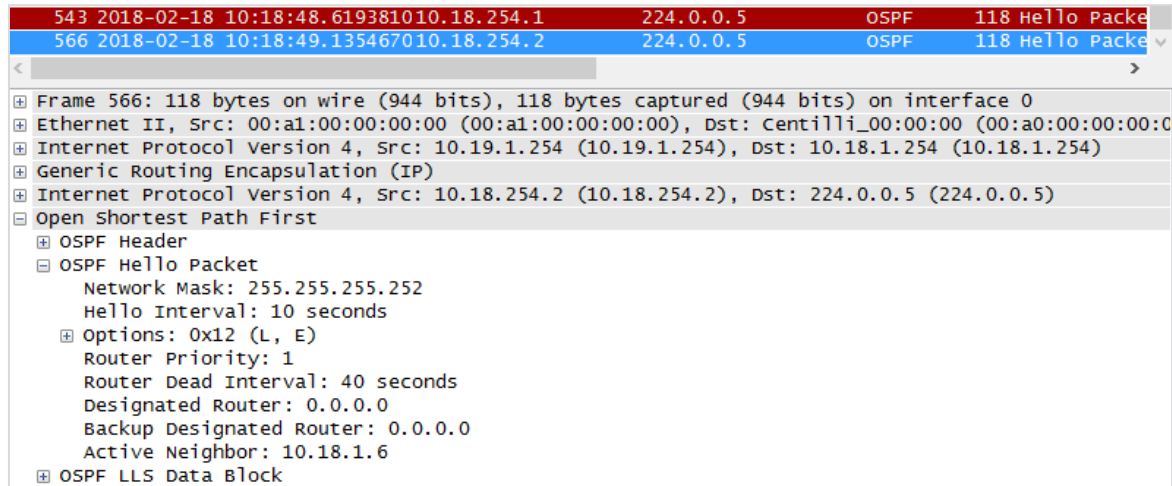 543 2018-02-18 10:18:48.619381010.18.254.1 224.0.0.5 OSPF 118 Hello Packe
566 2018-02-18 10:18:49.135467010.18.254.2 224.0.0.5 OSPF 118 Hello Packe
Frame 566: 118 bytes on wire (944 bits), 118 bytes captured (944 bits) on interface 0
Ethernet II, Src: 00:a1:00:00:00:00 (00:a1:00:00:00:00), Dst: Centilli_00:00:00 (00:a0:00:00:00:0
Internet Protocol Version 4, Src: 10.19.1.254 (10.19.1.254), Dst: 10.18.1.254 (10.18.1.254)
Generic Routing Encapsulation (IP)
Internet Protocol Version 4, Src: 10.18.254.2 (10.18.254.2), Dst: 224.0.0.5 (224.0.0.5)
Open Shortest Path First
OSPF Header
OSPF Hello Packet
Network Mask: 255.255.255.252
Hello Interval: 10 seconds
Options: 0x12 (L, E)
Router Priority: 1
Router Dead Interval: 40 seconds
Designated Router: 0.0.0.0
Backup Designated Router: 0.0.0.0
Active Neighbor: 10.18.1.6
OSPF LLS Data Block